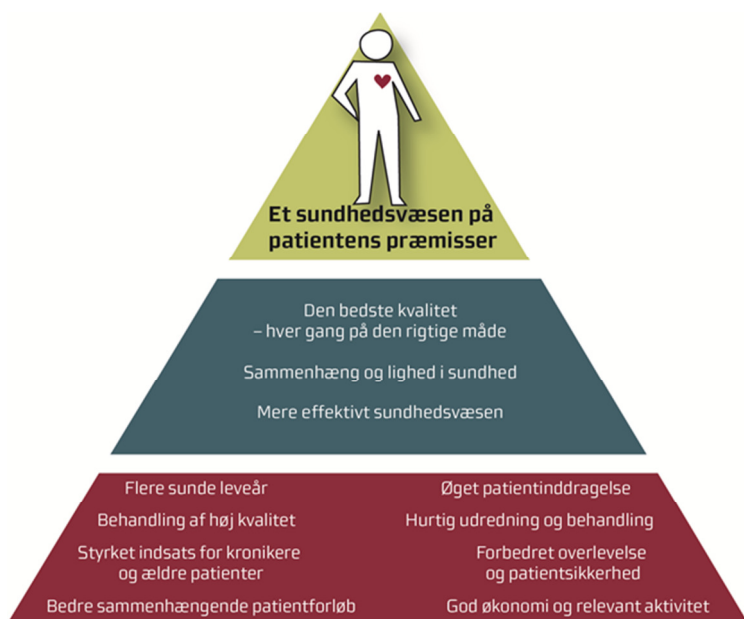 Et sundhedsvæsen på
patientens præmisser
Den bedste kvalitet
– hver gang på den rigtige måde
Sammenhæng og lighed i sundhed
Mere effektivt sundhedsvæsen
Flere sunde leveår
Behandling af høj kvalitet
Styrket indsats for kronikere
og ældre patienter
Bedre sammenhængende patientforløb
Øget patientinddragelse
Hurtig udredning og behandling
Forbedret overlevelse
og patientsikkerhed
God økonomi og relevant aktivitet